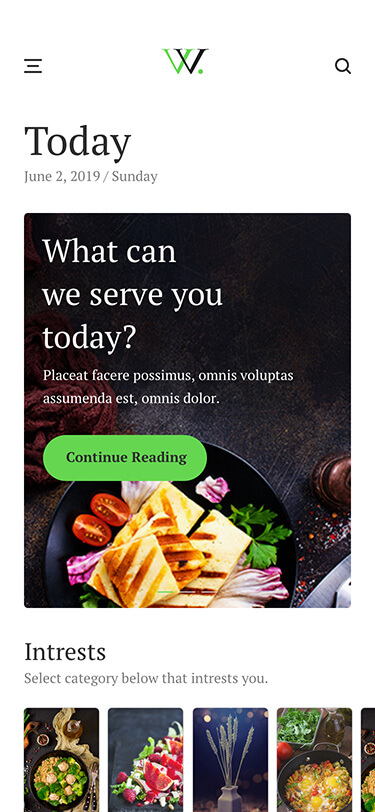 W.
Today
June 2, 2019 / Sunday
What can
we serve you
today?
Placeat facere possimus, omnis voluptas
assumenda est, omnis dolor.
Continue Reading
Intrests
Select category below that intrests you.